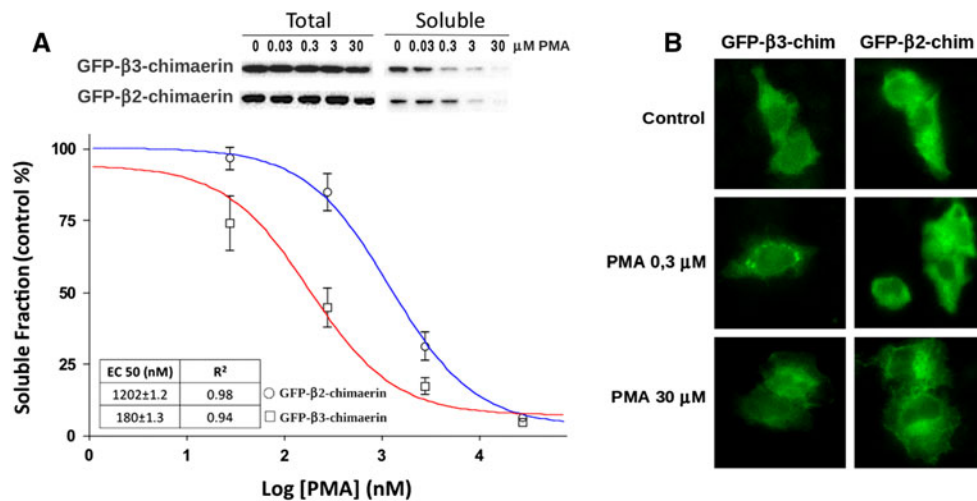 A
Total Soluble
0 0.03 0.3 3 30 0 0.03 0.3 3 30 μM PMA
GFP-β3-chimaerin
GFP-β2-chimaerin
Soluble Fraction (control %)
100
75
50
25
0
EC 50 (nM) R²
1202±1.2 0.98 GFP-β2-chimaerin
180±1.3 0.94 GFP-β3-chimaerin
0 1 2 3 4
Log [PMA] (nM)
B
GFP-β3-chim GFP-β2-chim
Control
PMA 0,3 μM
PMA 30 μM